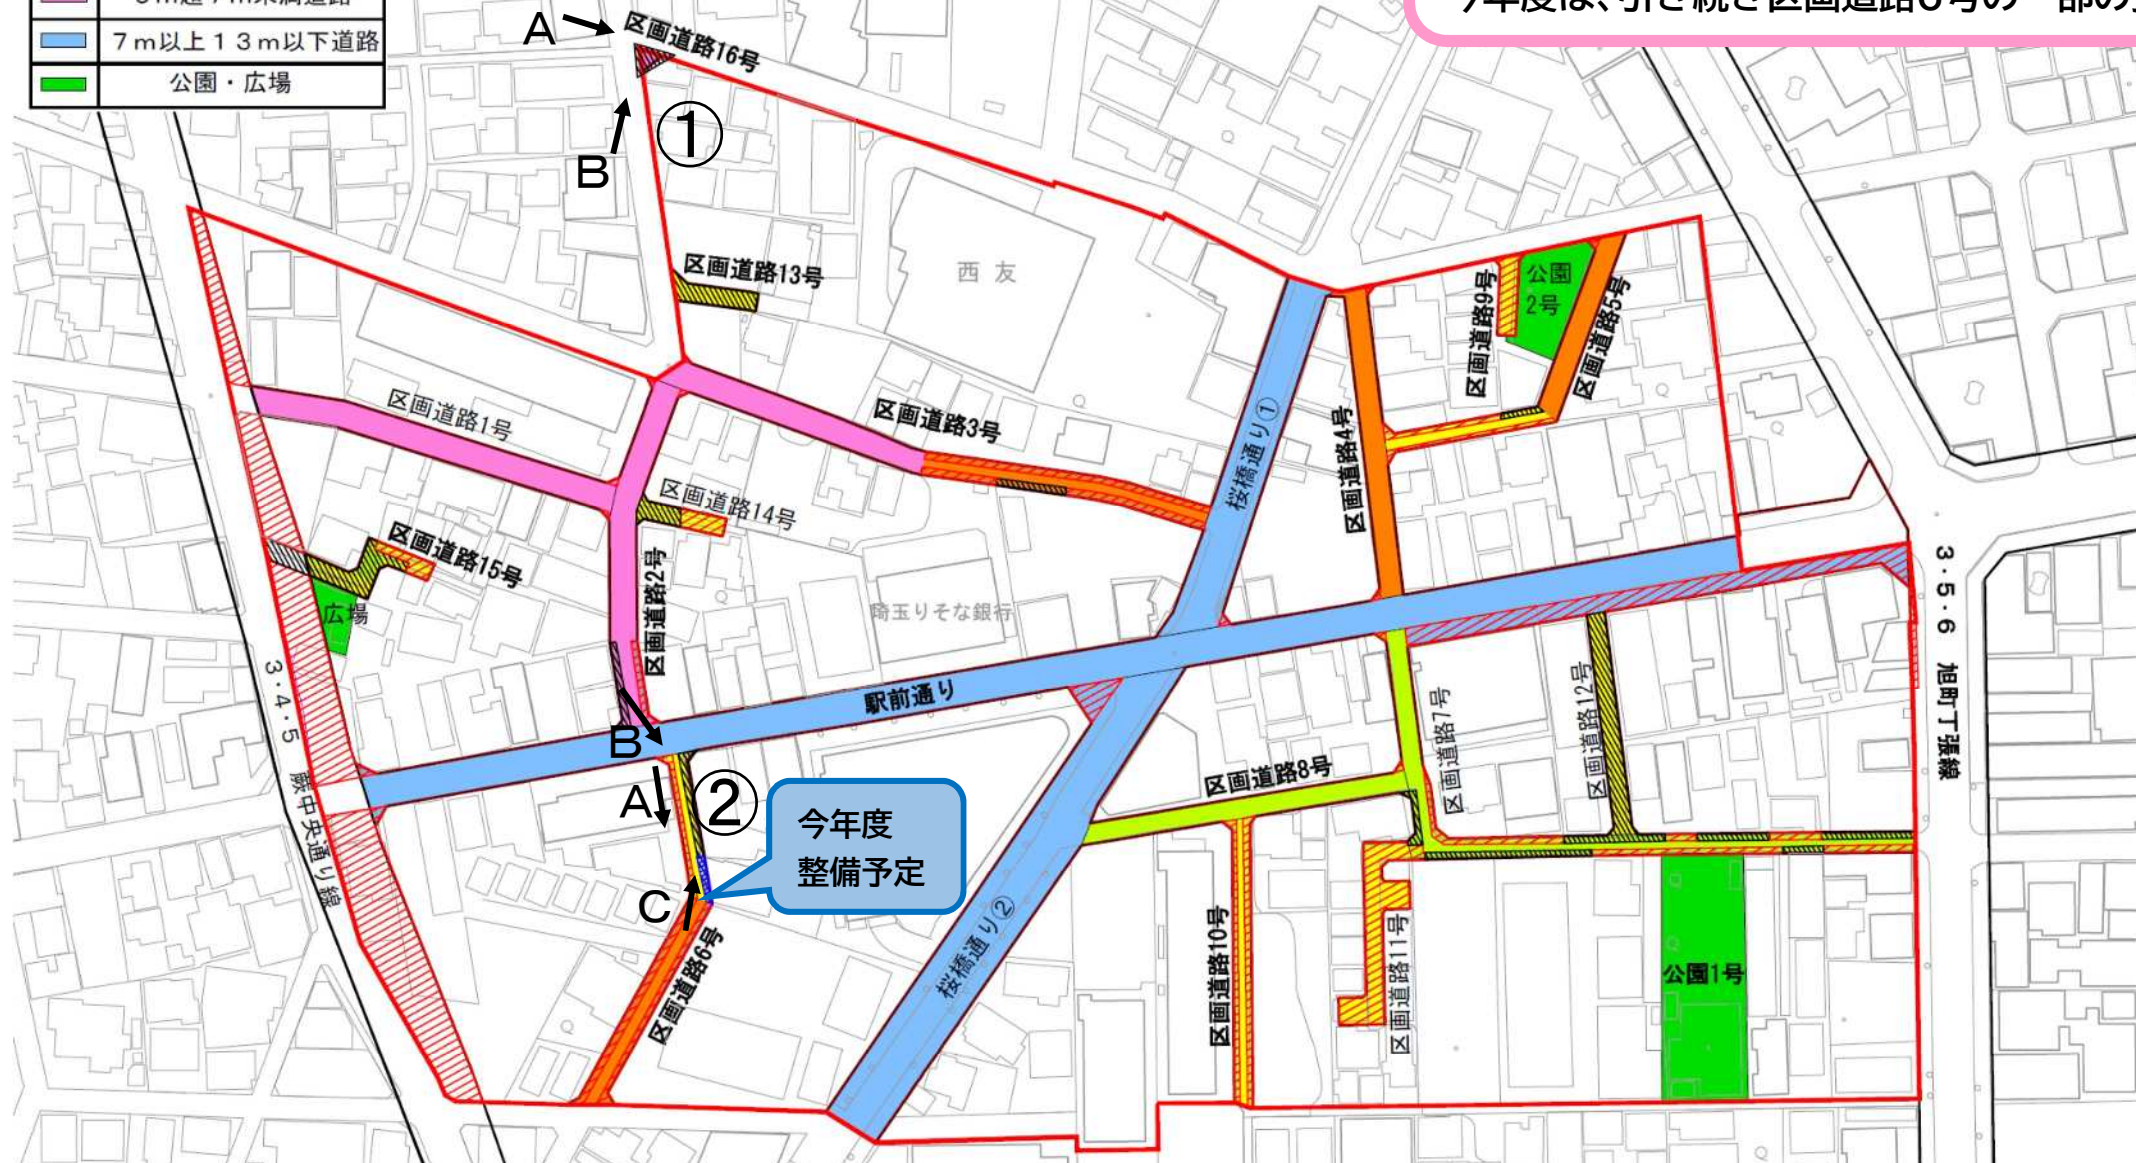 ７ｍ以上１３ｍ以下道路
公園・広場
A
区画道路16号
①
B
区画道路13号
西友
公園
2号
区画道路9号
区画道路5号
区画道路1号
区画道路3号
桜橋通り①
区画道路4号
区画道路14号
区画道路15号
広場
区画道路2号
埼玉りそな銀行
3・5・6 旭町丁張線
3・4・5 蕨中央通り線
駅前通り
区画道路7号
区画道路12号
B
A
②
今年度
整備予定
区画道路8号
C
区画道路6号
桜橋通り②
区画道路10号
区画道路11号
公園1号